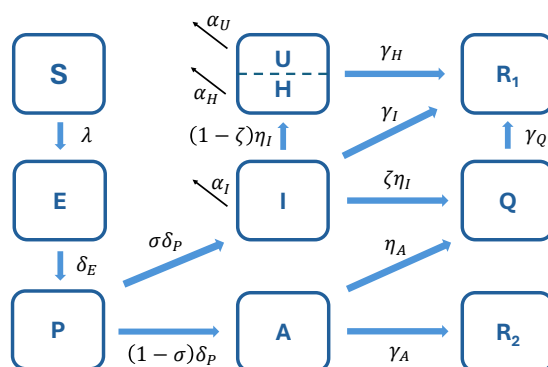 α_U
S
U
H
γ_H
R₁
α_H
λ
(1 − ζ)η_I
γ_I
γ_Q
α_I
E
I
ζη_I
Q
δ_E
σδ_P
η_A
P
A
R₂
(1 − σ)δ_P
γ_A